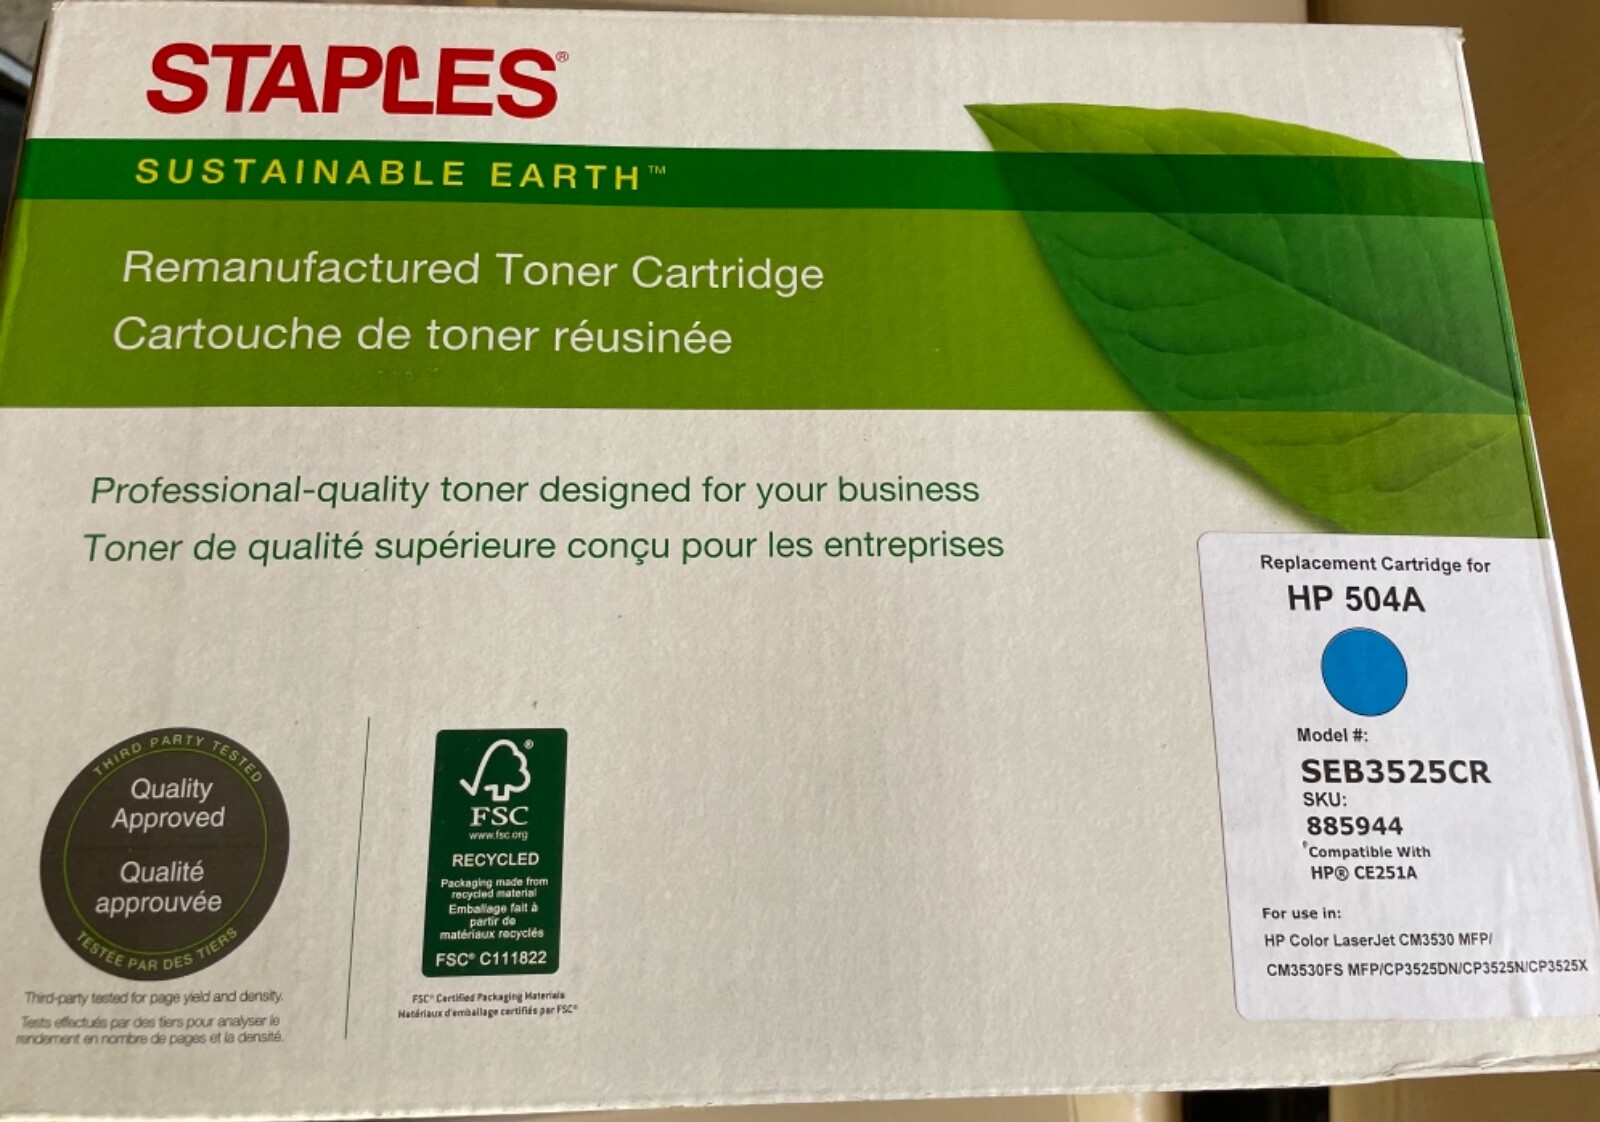 STAPLES®
SUSTAINABLE EARTH™
Remanufactured Toner Cartridge
Cartouche de toner réusinée
Professional-quality toner designed for your business
Toner de qualité supérieure conçu pour les entreprises
Replacement Cartridge for
HP 504A
Model #:
SEB3525CR
SKU:
885944
Compatible With
HP® CE251A
For use in:
HP Color LaserJet CM3530 MFP/
CM3530FS MFP/CP3525DN/CP3525N/CP3525X
THIRD PARTY TESTED
Quality
Approved
Qualité
approuvée
TESTÉE PAR DES TIERS
Third-party tested for page yield and density.
Tests effectués par des tiers pour analyser le
rendement en nombre de pages et la densité.
®
FSC
www.fsc.org
RECYCLED
Packaging made from
recycled material
Emballage fait à
partir de
matériaux recyclés
FSC® C111822
FSC® Certified Packaging Materials
Matériaux d'emballage certifiés par FSC®